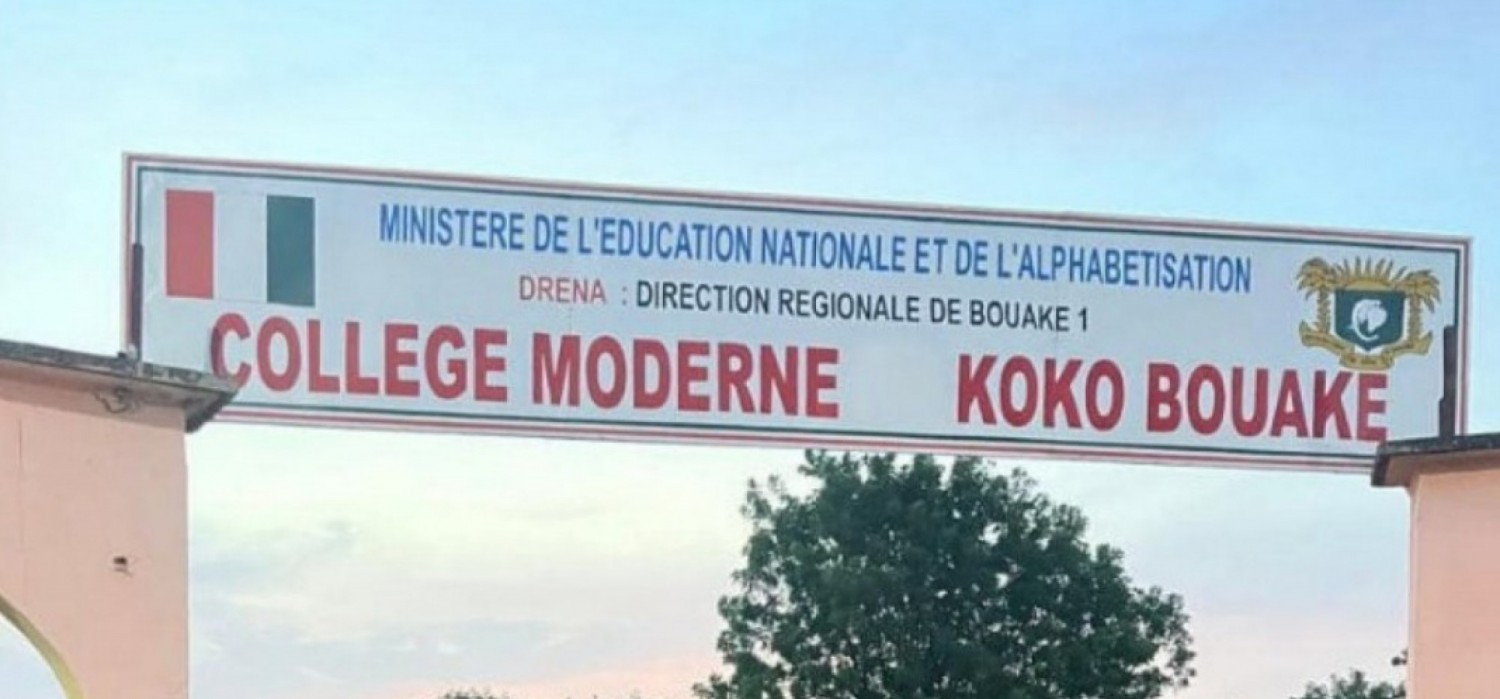 MINISTERE DE L'EDUCATION NATIONALE ET DE L'ALPHABETISATION
DRENA : DIRECTION REGIONALE DE BOUAKE 1
COLLEGE MODERNE KOKO BOUAKE